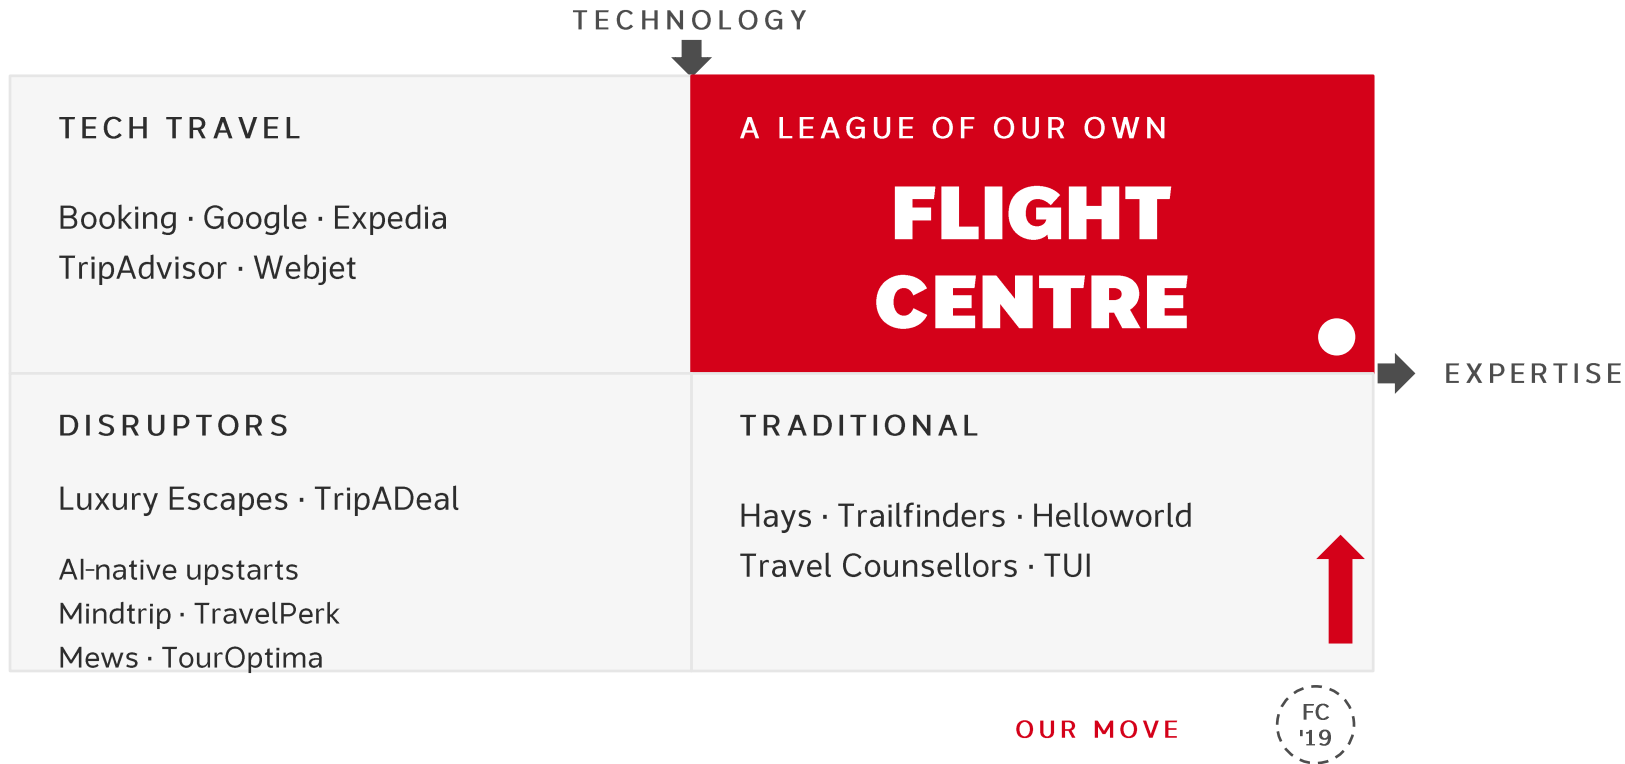 TECHNOLOGY
TECH TRAVEL
Booking · Google · Expedia
TripAdvisor · Webjet
A LEAGUE OF OUR OWN
FLIGHT
CENTRE
EXPERTISE
DISRUPTORS
Luxury Escapes · TripADeal
AI-native upstarts
Mindtrip · TravelPerk
Mews · TourOptima
TRADITIONAL
Hays · Trailfinders · Helloworld
Travel Counsellors · TUI
OUR MOVE
FC
'19